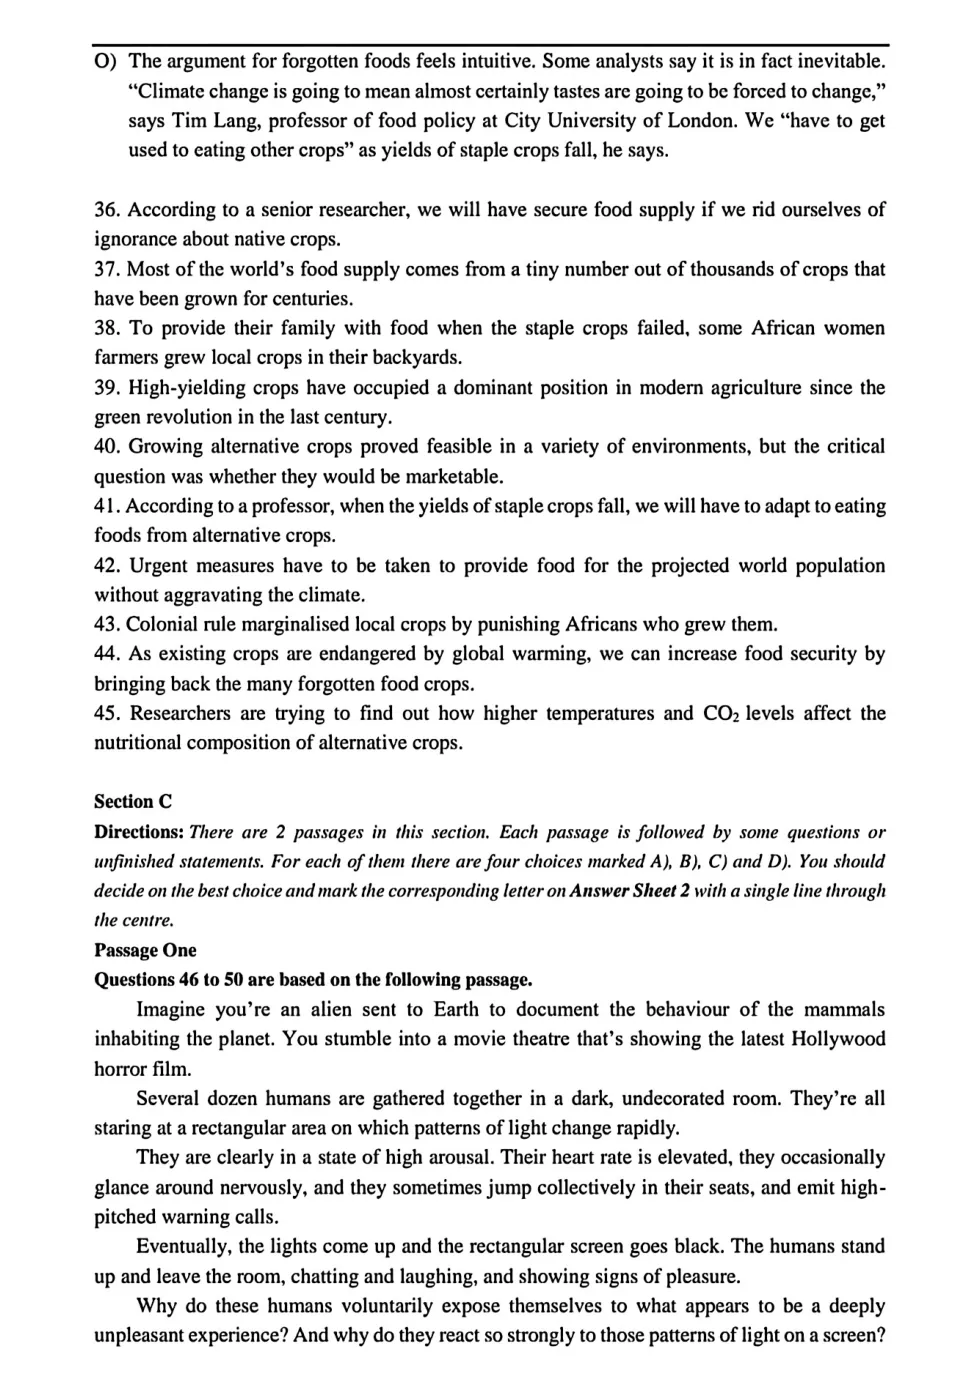 O) The argument for forgotten foods feels intuitive. Some analysts say it is in fact inevitable.
“Climate change is going to mean almost certainly tastes are going to be forced to change,”
says Tim Lang, professor of food policy at City University of London. We “have to get
used to eating other crops” as yields of staple crops fall, he says.
36. According to a senior researcher, we will have secure food supply if we rid ourselves of
ignorance about native crops.
37. Most of the world’s food supply comes from a tiny number out of thousands of crops that
have been grown for centuries.
38. To provide their family with food when the staple crops failed, some African women
farmers grew local crops in their backyards.
39. High-yielding crops have occupied a dominant position in modern agriculture since the
green revolution in the last century.
40. Growing alternative crops proved feasible in a variety of environments, but the critical
question was whether they would be marketable.
41. According to a professor, when the yields of staple crops fall, we will have to adapt to eating
foods from alternative crops.
42. Urgent measures have to be taken to provide food for the projected world population
without aggravating the climate.
43. Colonial rule marginalised local crops by punishing Africans who grew them.
44. As existing crops are endangered by global warming, we can increase food security by
bringing back the many forgotten food crops.
45. Researchers are trying to find out how higher temperatures and CO₂ levels affect the
nutritional composition of alternative crops.
Section C
Directions: There are 2 passages in this section. Each passage is followed by some questions or
unfinished statements. For each of them there are four choices marked A), B), C) and D). You should
decide on the best choice and mark the corresponding letter on Answer Sheet 2 with a single line through
the centre.
Passage One
Questions 46 to 50 are based on the following passage.
Imagine you’re an alien sent to Earth to document the behaviour of the mammals
inhabiting the planet. You stumble into a movie theatre that’s showing the latest Hollywood
horror film.
Several dozen humans are gathered together in a dark, undecorated room. They’re all
staring at a rectangular area on which patterns of light change rapidly.
They are clearly in a state of high arousal. Their heart rate is elevated, they occasionally
glance around nervously, and they sometimes jump collectively in their seats, and emit high-
pitched warning calls.
Eventually, the lights come up and the rectangular screen goes black. The humans stand
up and leave the room, chatting and laughing, and showing signs of pleasure.
Why do these humans voluntarily expose themselves to what appears to be a deeply
unpleasant experience? And why do they react so strongly to those patterns of light on a screen?